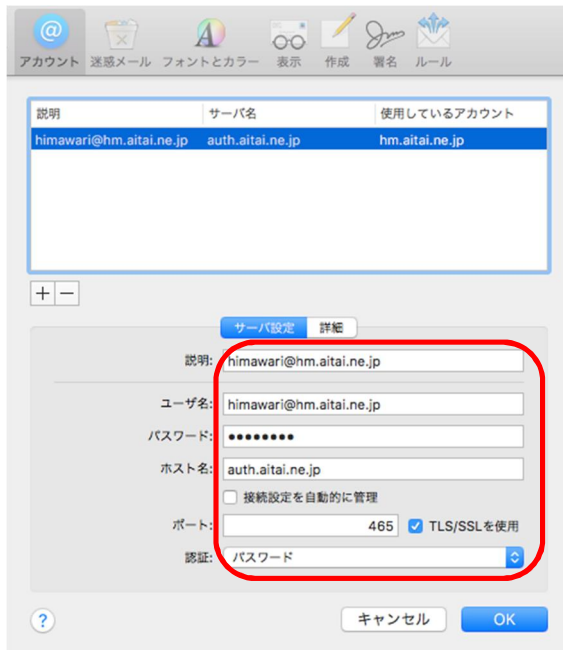 アカウント 迷惑メール フォントとカラー 表示 作成 署名 ルール
説明 サーバ名 使用しているアカウント
himawari@hm.aitai.ne.jp auth.aitai.ne.jp hm.aitai.ne.jp
+ −
サーバ設定 詳細
説明: himawari@hm.aitai.ne.jp
ユーザ名: himawari@hm.aitai.ne.jp
パスワード: ●●●●●●●●
ホスト名: auth.aitai.ne.jp
接続設定を自動的に管理
ポート: 465 TLS/SSLを使用
認証: パスワード
? キャンセル OK